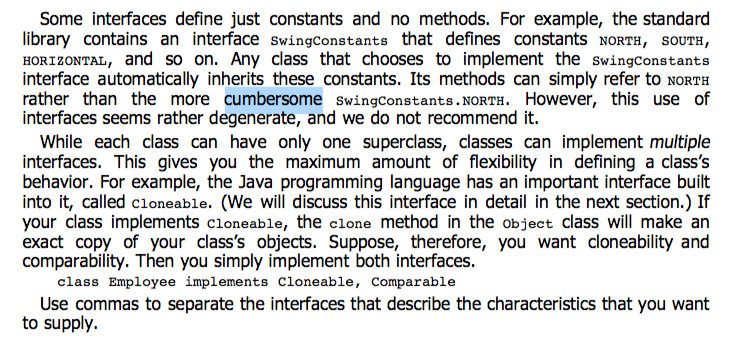 Some interfaces define just constants and no methods. For example, the standard
library contains an interface SwingConstants that defines constants NORTH, SOUTH,
HORIZONTAL, and so on. Any class that chooses to implement the SwingConstants
interface automatically inherits these constants. Its methods can simply refer to NORTH
rather than the more cumbersome SwingConstants.NORTH. However, this use of
interfaces seems rather degenerate, and we do not recommend it.
While each class can have only one superclass, classes can implement multiple
interfaces. This gives you the maximum amount of flexibility in defining a class's
behavior. For example, the Java programming language has an important interface built
into it, called Cloneable. (We will discuss this interface in detail in the next section.) If
your class implements Cloneable, the clone method in the Object class will make an
exact copy of your class's objects. Suppose, therefore, you want cloneability and
comparability. Then you simply implement both interfaces.
class Employee implements Cloneable, Comparable
Use commas to separate the interfaces that describe the characteristics that you want
to supply.